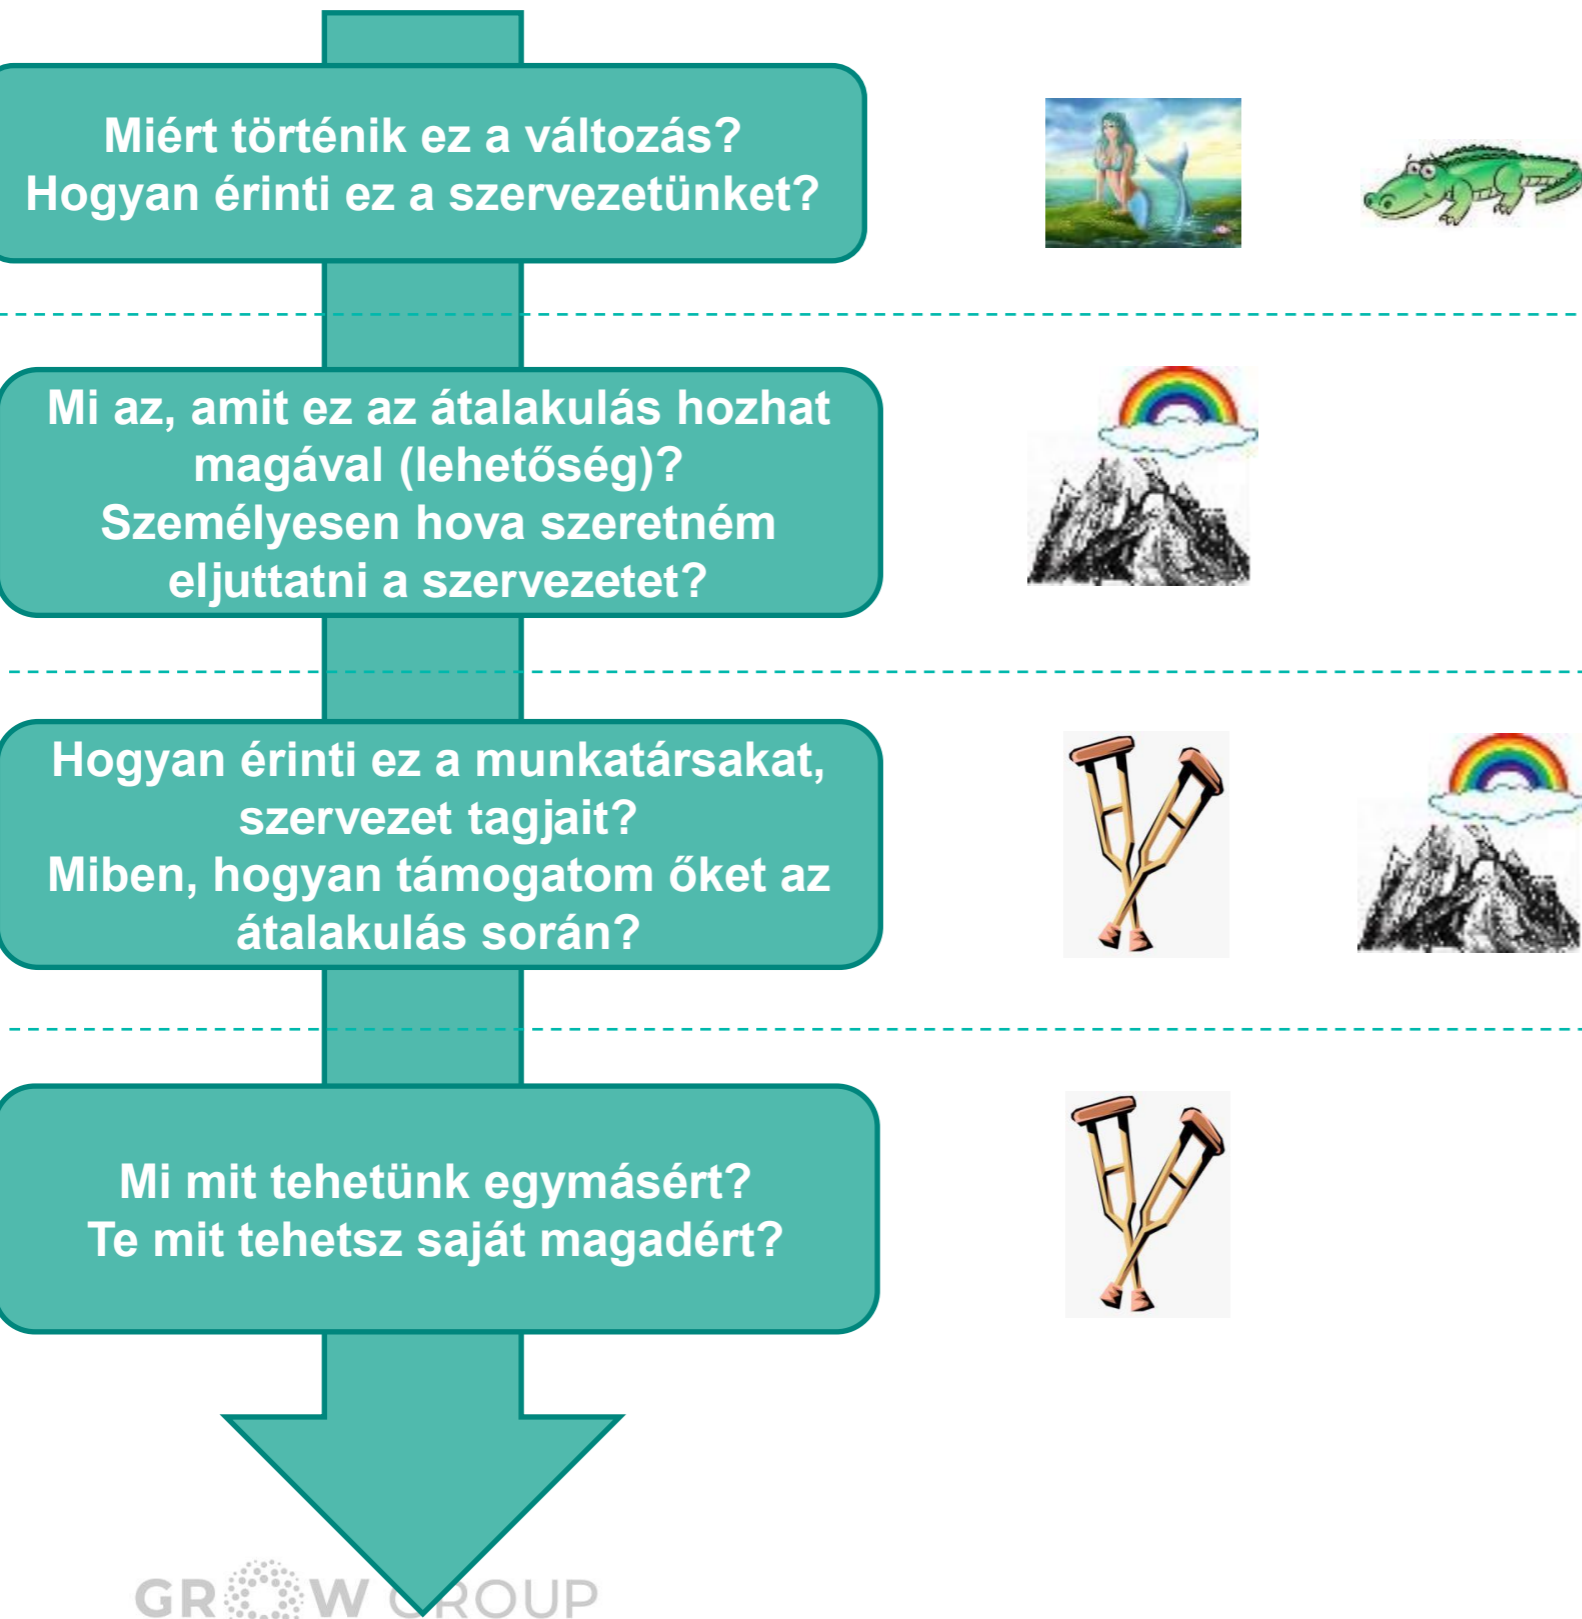 Miért történik ez a változás?
Hogyan érinti ez a szervezetünket?
Mi az, amit ez az átalakulás hozhat
magával (lehetőség)?
Személyesen hova szeretném
eljuttatni a szervezetet?
Hogyan érinti ez a munkatársakat,
szervezet tagjait?
Miben, hogyan támogatom őket az
átalakulás során?
Mi mit tehetünk egymásért?
Te mit tehetsz saját magadért?
GROW GROUP